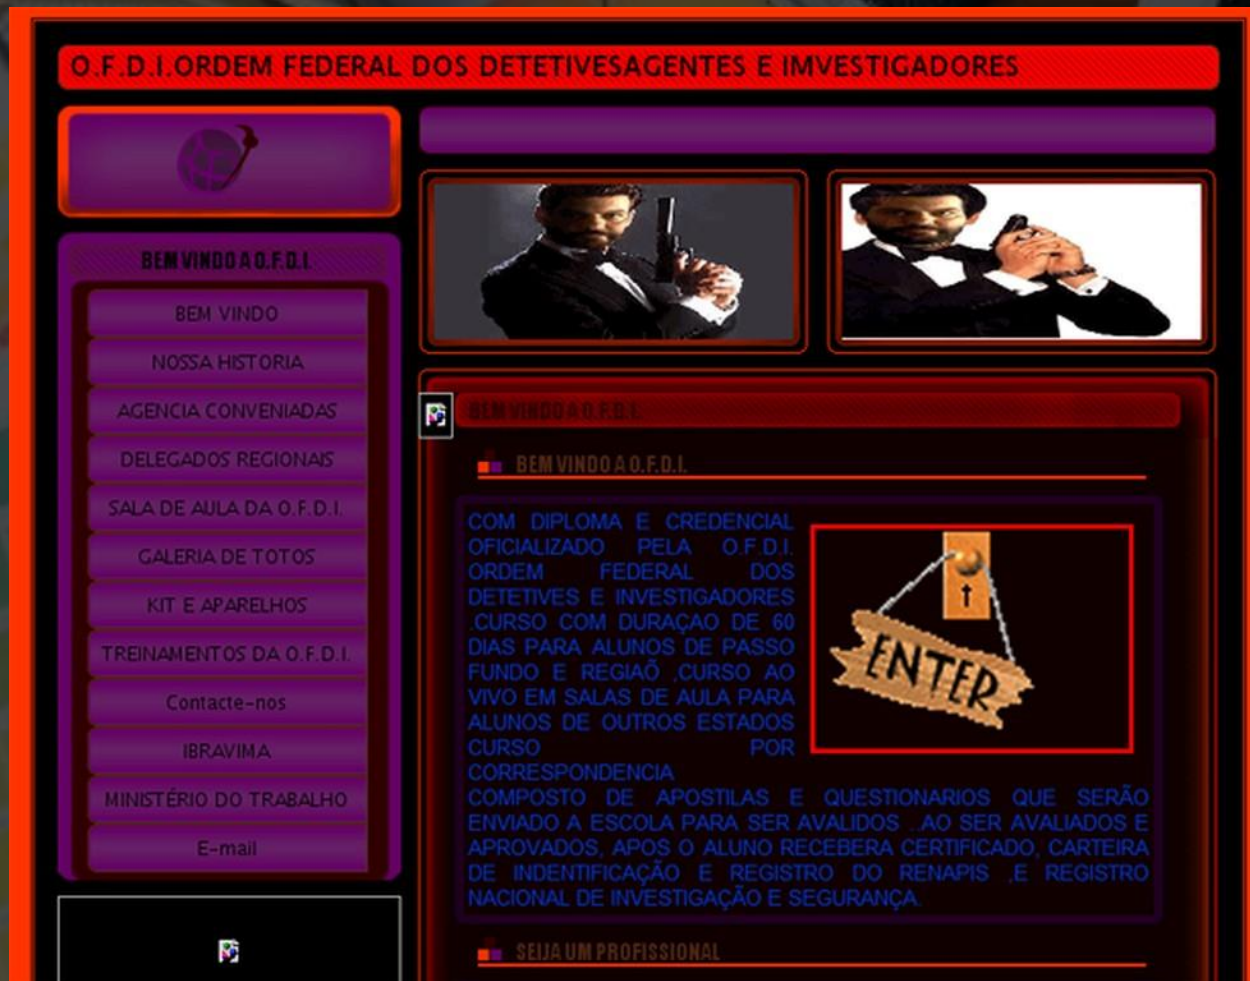 O.F.D.I.ORDEM FEDERAL DOS DETETIVESAGENTES E IMVESTIGADORES
BEM VINDO A O.F.D.I.
BEM VINDO
NOSSA HISTORIA
AGENCIA CONVENIADAS
DELEGADOS REGIONAIS
SALA DE AULA DA O.F.D.I.
GALERIA DE TOTOS
KIT E APARELHOS
TREINAMENTOS DA O.F.D.I.
Contacte-nos
IBRAVIMA
MINISTÉRIO DO TRABALHO
E-mail
BEM VINDO A O.F.D.I.
BEM VINDO A O.F.D.I.
COM DIPLOMA E CREDENCIAL
OFICIALIZADO PELA O.F.D.I.
ORDEM FEDERAL DOS
DETETIVES E INVESTIGADORES
.CURSO COM DURAÇAO DE 60
DIAS PARA ALUNOS DE PASSO
FUNDO E REGIAÕ ,CURSO AO
VIVO EM SALAS DE AULA PARA
ALUNOS DE OUTROS ESTADOS
CURSO POR
CORRESPONDENCIA
ENTER
COMPOSTO DE APOSTILAS E QUESTIONARIOS QUE SERÃO
ENVIADO A ESCOLA PARA SER AVALIDOS ..AO SER AVALIADOS E
APROVADOS, APOS O ALUNO RECEBERA CERTIFICADO, CARTEIRA
DE INDENTIFICAÇÃO E REGISTRO DO RENAPIS ,E REGISTRO
NACIONAL DE INVESTIGAÇÃO E SEGURANÇA.
SEIJA UM PROFISSIONAL